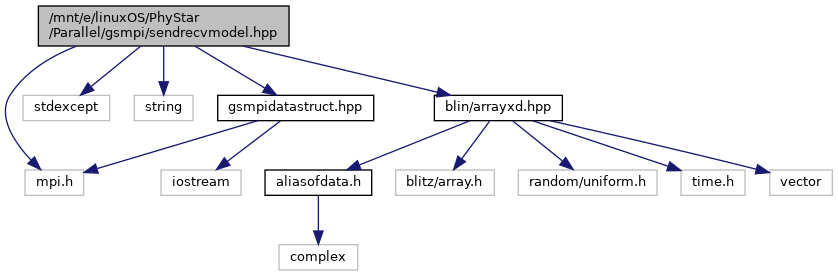 /mnt/e/linuxOS/PhyStar
/Parallel/gsmpi/sendrecvmodel.hpp
stdexcept
string
gsmpidatastruct.hpp
blin/arrayxd.hpp
mpi.h
iostream
aliasofdata.h
blitz/array.h
random/uniform.h
time.h
vector
complex